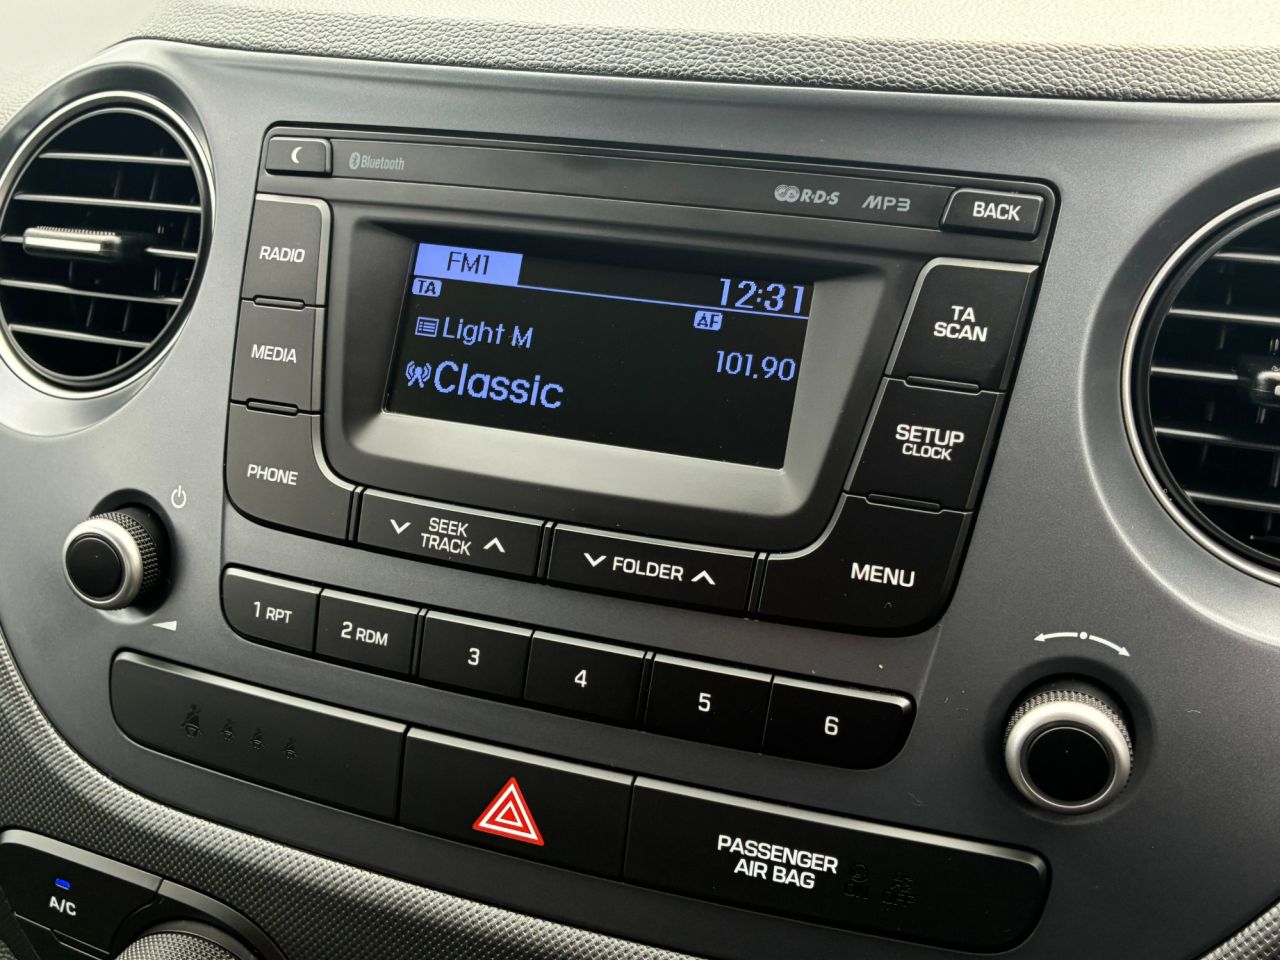 Bluetooth
R·D·S
MP3
BACK
RADIO
MEDIA
PHONE
FM1
12:31
TA
AF
Light M
101.90
Classic
TA
SCAN
SETUP
CLOCK
SEEK
TRACK
FOLDER
MENU
1 RPT
2 RDM
3
4
5
6
PASSENGER
AIR BAG
A/C